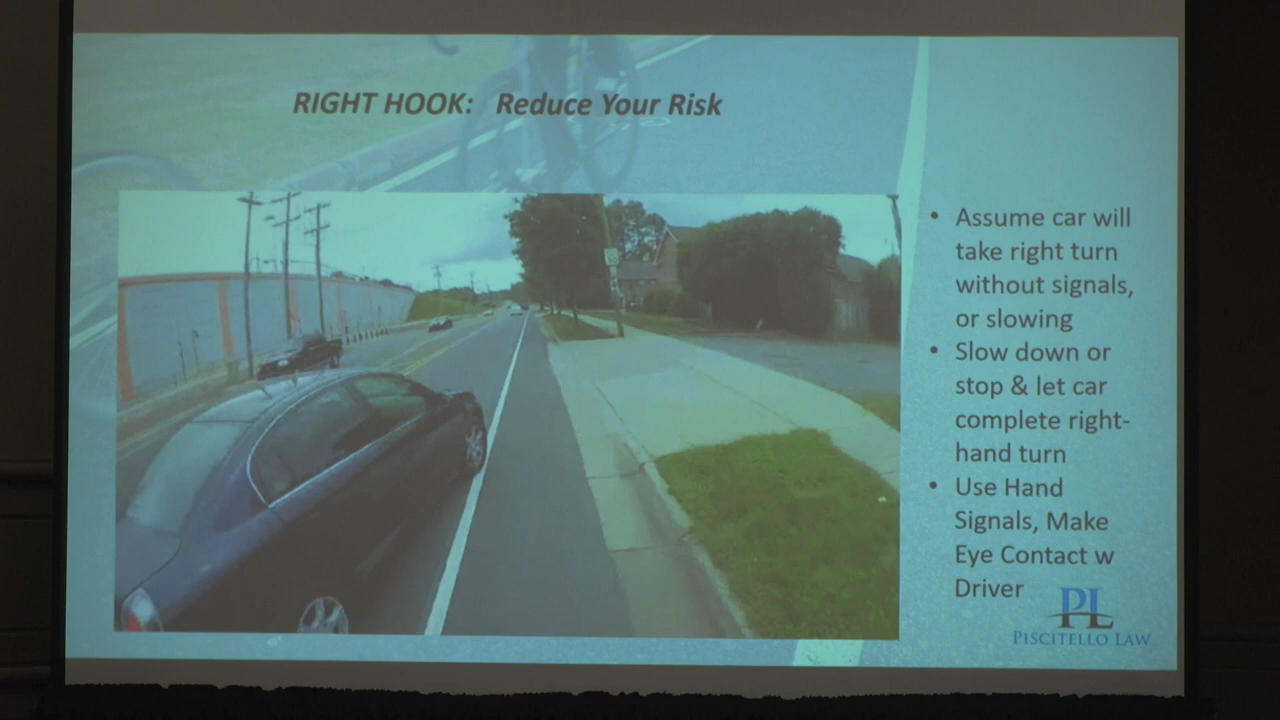 RIGHT HOOK: Reduce Your Risk
• Assume car will
take right turn
without signals,
or slowing
• Slow down or
stop & let car
complete right-
hand turn
• Use Hand
Signals, Make
Eye Contact w
Driver
PL
PISCITELLO LAW